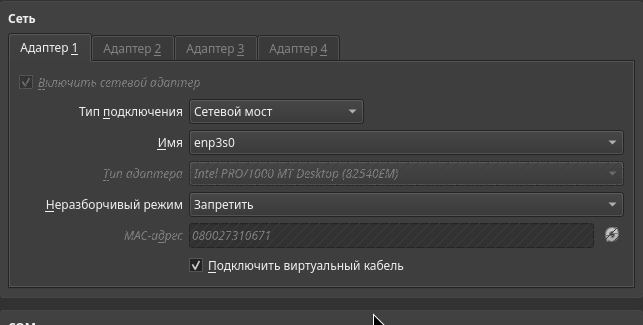 Сеть
Адаптер 1 Адаптер 2 Адаптер 3 Адаптер 4
Включить сетевой адаптер
Тип подключения Сетевой мост
Имя enp3s0
Тип адаптера Intel PRO/1000 MT Desktop (82540EM)
Неразборчивый режим Запретить
MAC-адрес 080027310671
Подключить виртуальный кабель